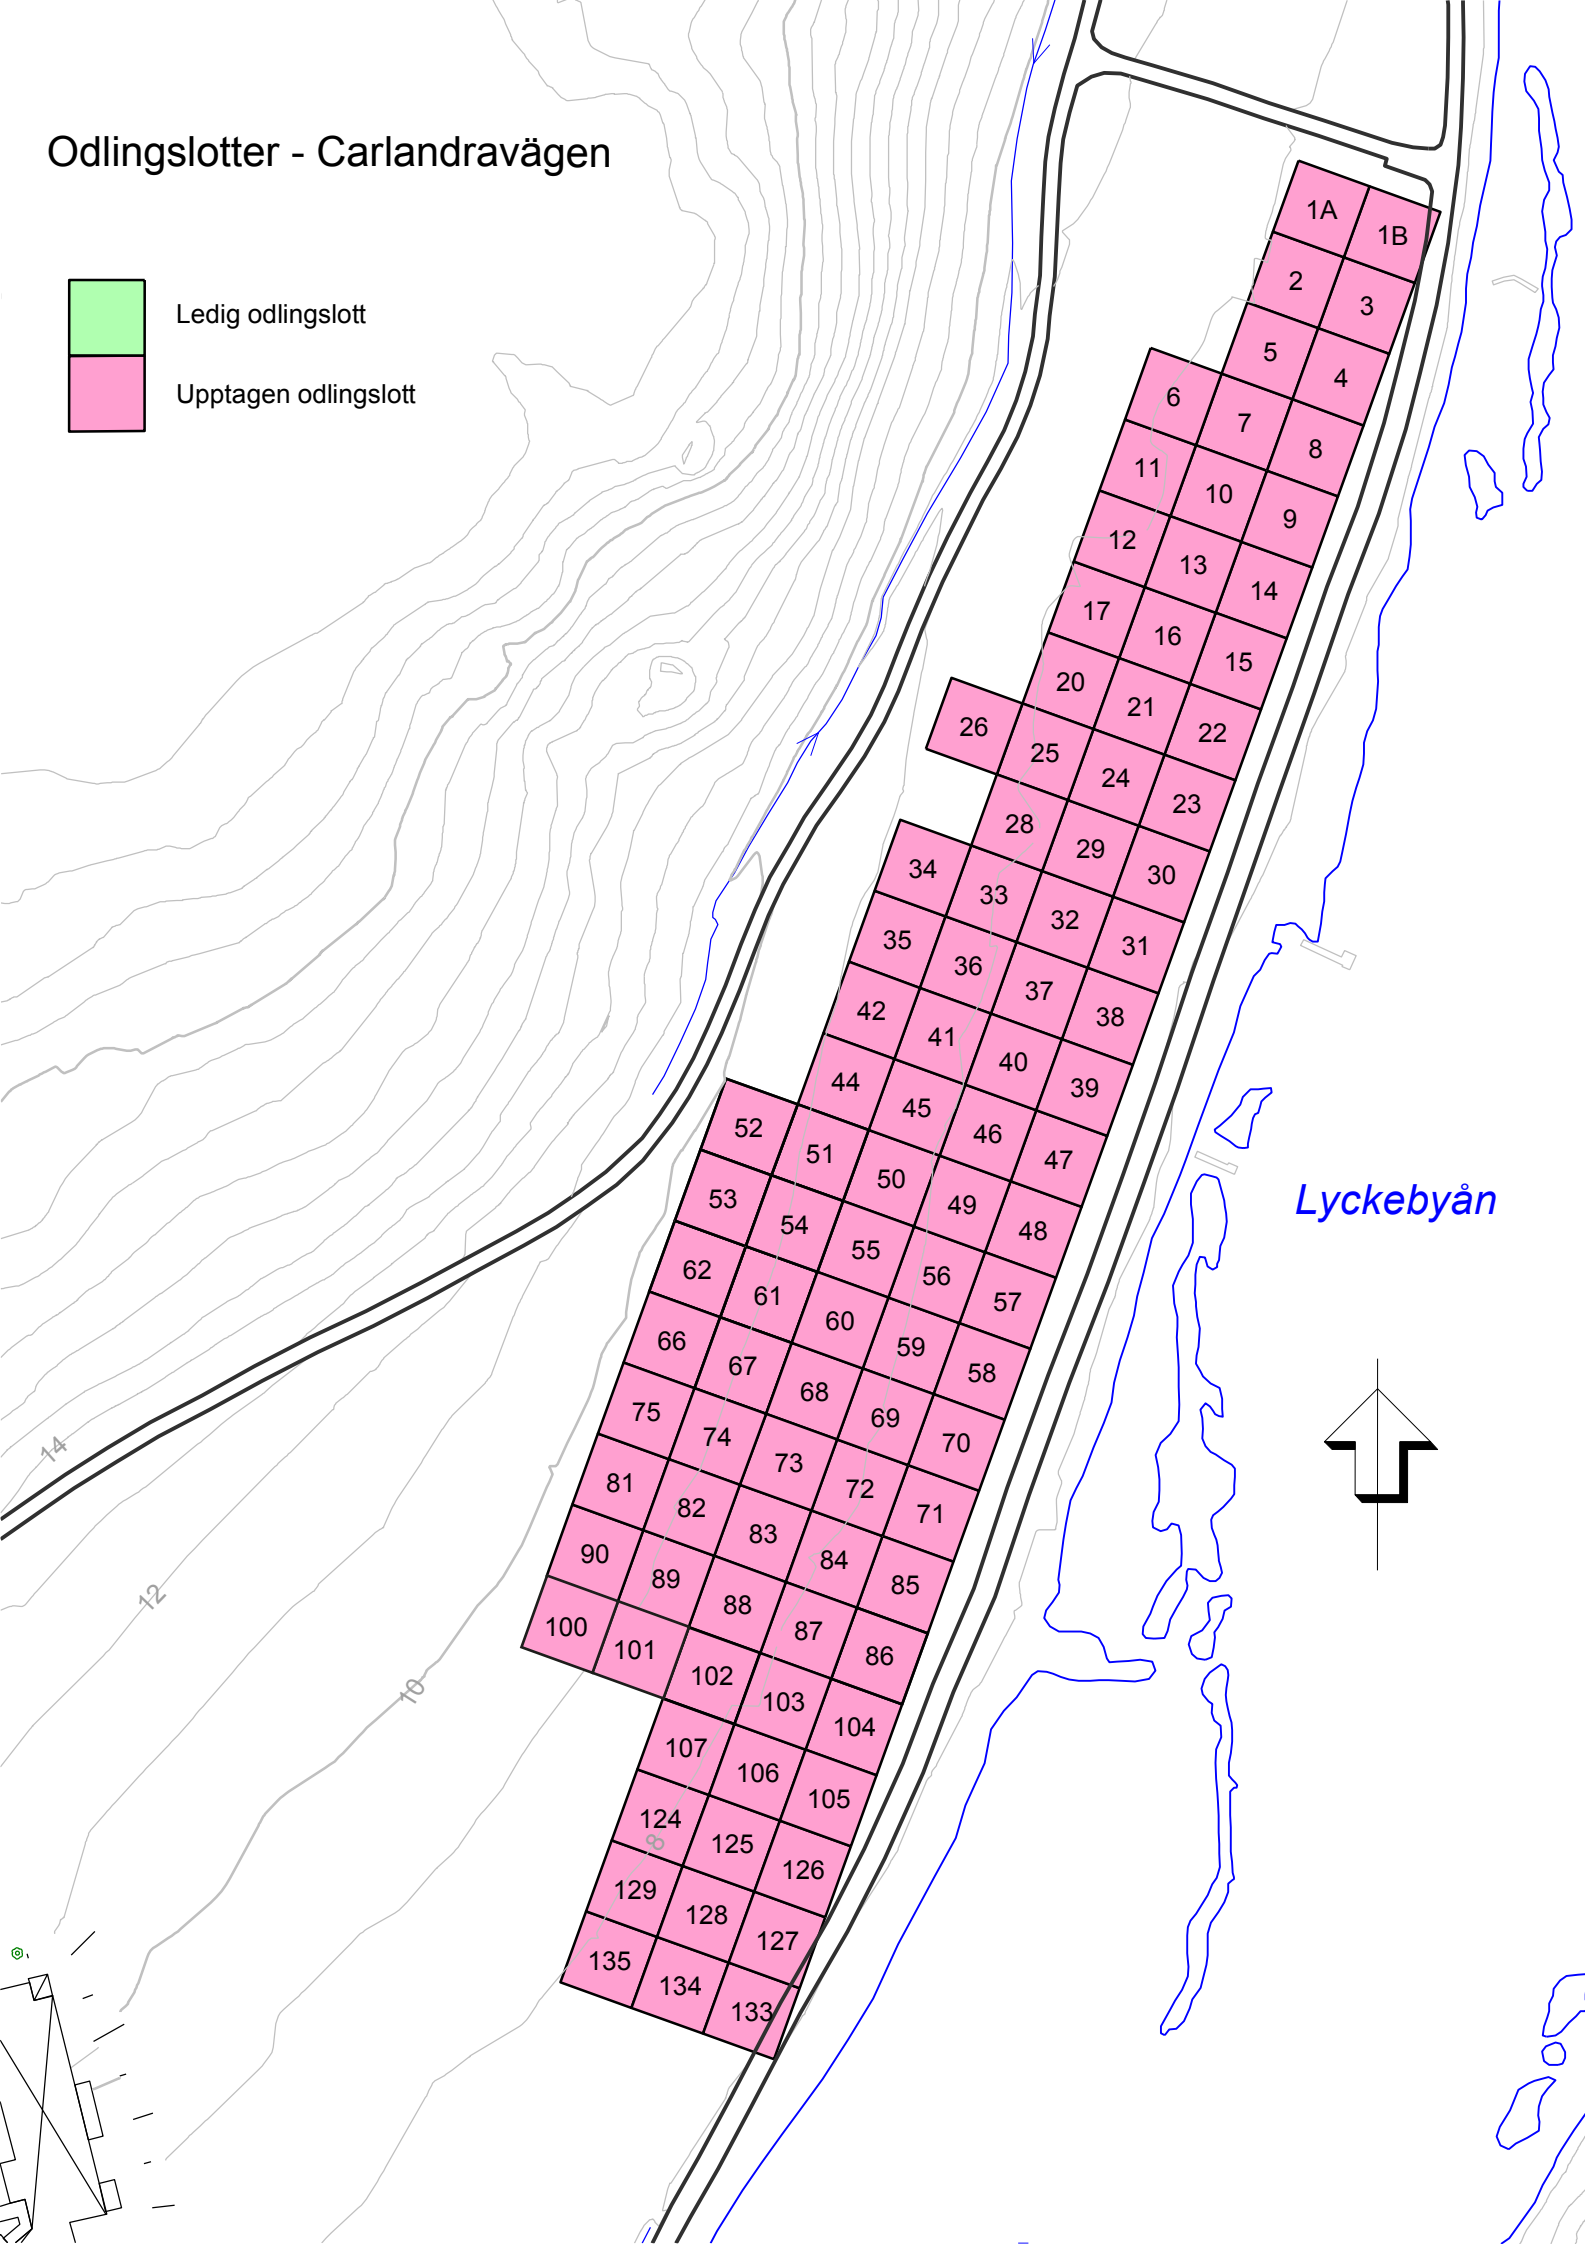 Odlingslotter - Carlandravägen
Ledig odlingslott
Upptagen odlingslott
1A 1B
2 3
5 4
6 7 8
11 10 9
12 13 14
17 16 15
20 21 22
26 25 24 23
28 29 30
34 33 32 31
35 36 37 38
42 41 40 39
44 45 46 47
52 51 50 49 48
53 54 55 56 57
62 61 60 59 58
66 67 68 69 70
75 74 73 72 71
81 82 83 84 85
90 89 88 87 86
100 101 102 103 104
107 106 105
124 125 126
129 128 127
135 134 133
Lyckebyån
14
12
10
8